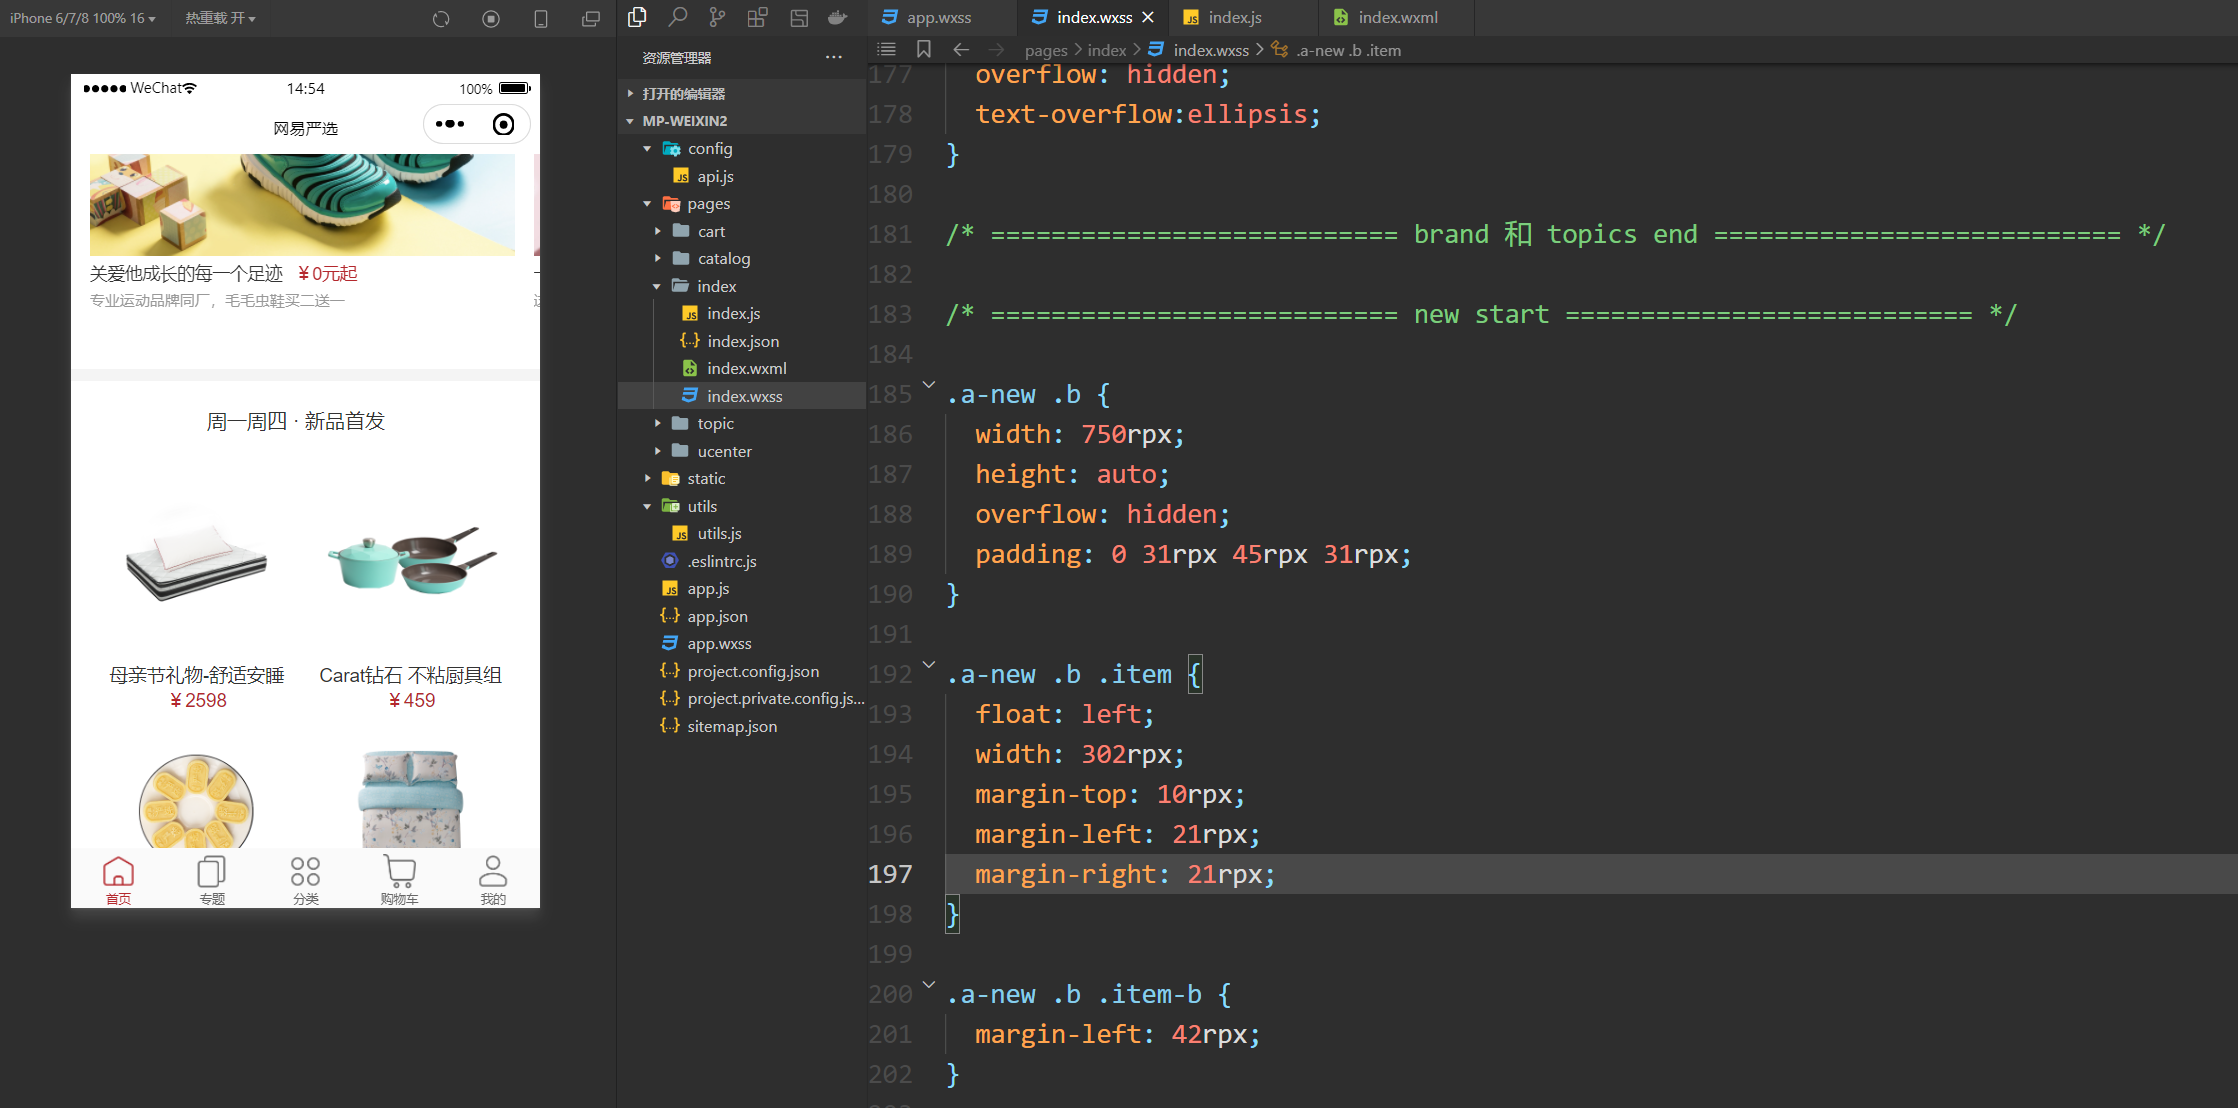 iPhone 6/7/8 100% 16
热重载 开
WeChat
14:54
100%
网易严选
关爱他成长的每一个足迹 ¥0元起
专业运动品牌同厂，毛毛虫鞋买二送一
周一周四 · 新品首发
母亲节礼物-舒适安睡
¥2598
Carat钻石 不粘厨具组
¥459
首页
专题
分类
购物车
我的
资源管理器
打开的编辑器
MP-WEIXIN2
config
api.js
pages
cart
catalog
index
index.js
index.json
index.wxml
index.wxss
topic
ucenter
static
utils
utils.js
.eslintrc.js
app.js
app.json
app.wxss
project.config.json
project.private.config.js...
sitemap.json
app.wxss
index.wxss
index.js
index.wxml
pages > index > index.wxss > .a-new .b .item
177 overflow: hidden;
178 text-overflow:ellipsis;
179 }
180
181 /* =========================== brand 和 topics end =========================== */
182
183 /* =========================== new start =========================== */
184
185 .a-new .b {
186 width: 750rpx;
187 height: auto;
188 overflow: hidden;
189 padding: 0 31rpx 45rpx 31rpx;
190 }
191
192 .a-new .b .item {
193 float: left;
194 width: 302rpx;
195 margin-top: 10rpx;
196 margin-left: 21rpx;
197 margin-right: 21rpx;
198 }
199
200 .a-new .b .item-b {
201 margin-left: 42rpx;
202 }